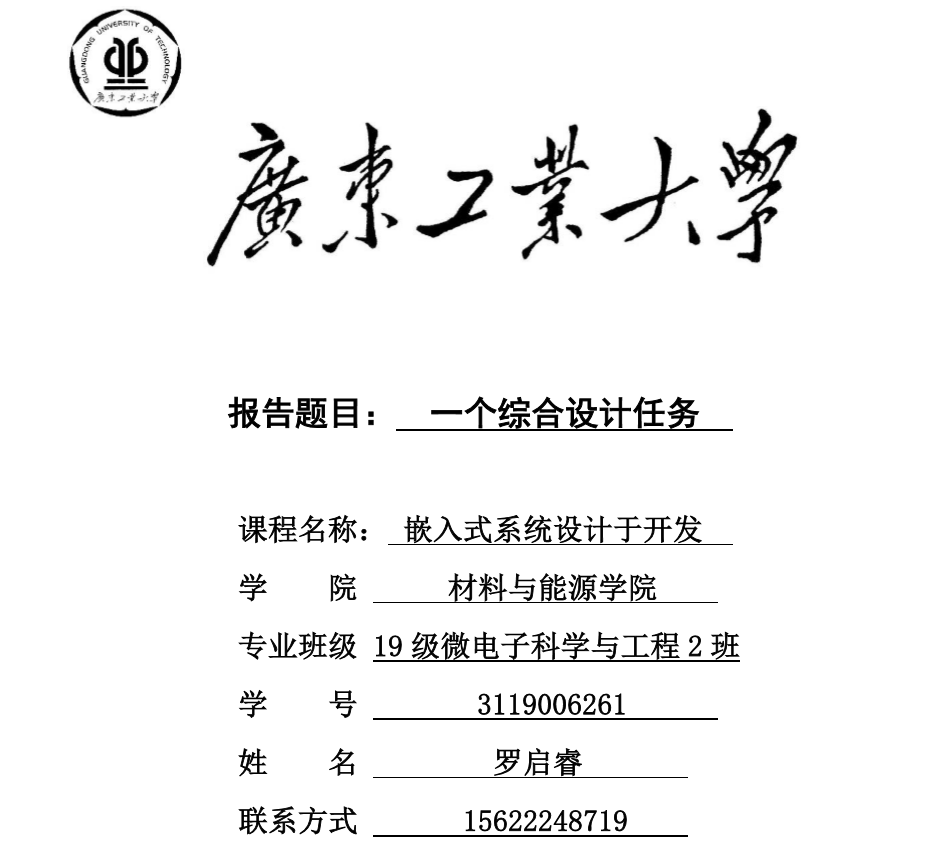 GUANGDONG UNIVERSITY OF TECHNOLOGY
廣東工業大學
廣東工業大學
报告题目： 一个综合设计任务
课程名称： 嵌入式系统设计于开发
学 院 材料与能源学院
专业班级 19 级微电子科学与工程 2 班
学 号 3119006261
姓 名 罗启睿
联系方式 15622248719